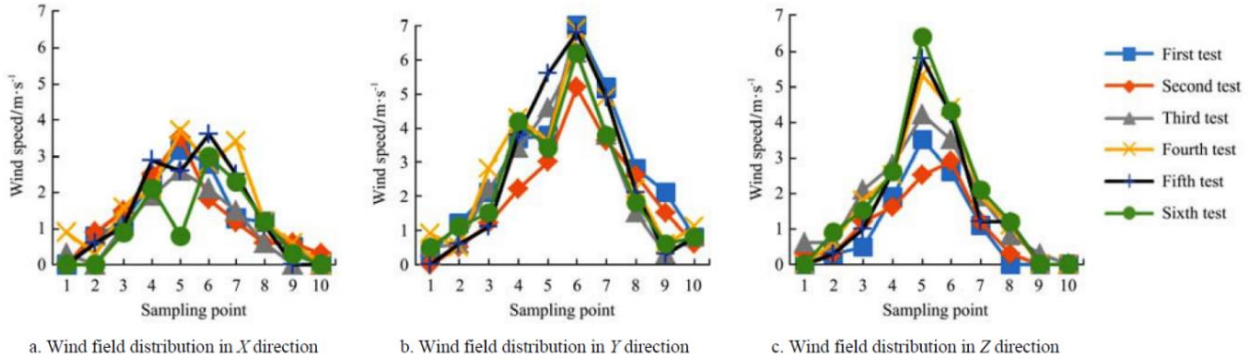 7
6
5
4
3
2
1
0
Wind speed/m·s⁻¹
1 2 3 4 5 6 7 8 9 10
Sampling point
a. Wind field distribution in X direction
7
6
5
4
3
2
1
0
Wind speed/m·s⁻¹
1 2 3 4 5 6 7 8 9 10
Sampling point
b. Wind field distribution in Y direction
7
6
5
4
3
2
1
0
Wind speed/m·s⁻¹
1 2 3 4 5 6 7 8 9 10
Sampling point
c. Wind field distribution in Z direction
First test
Second test
Third test
Fourth test
Fifth test
Sixth test